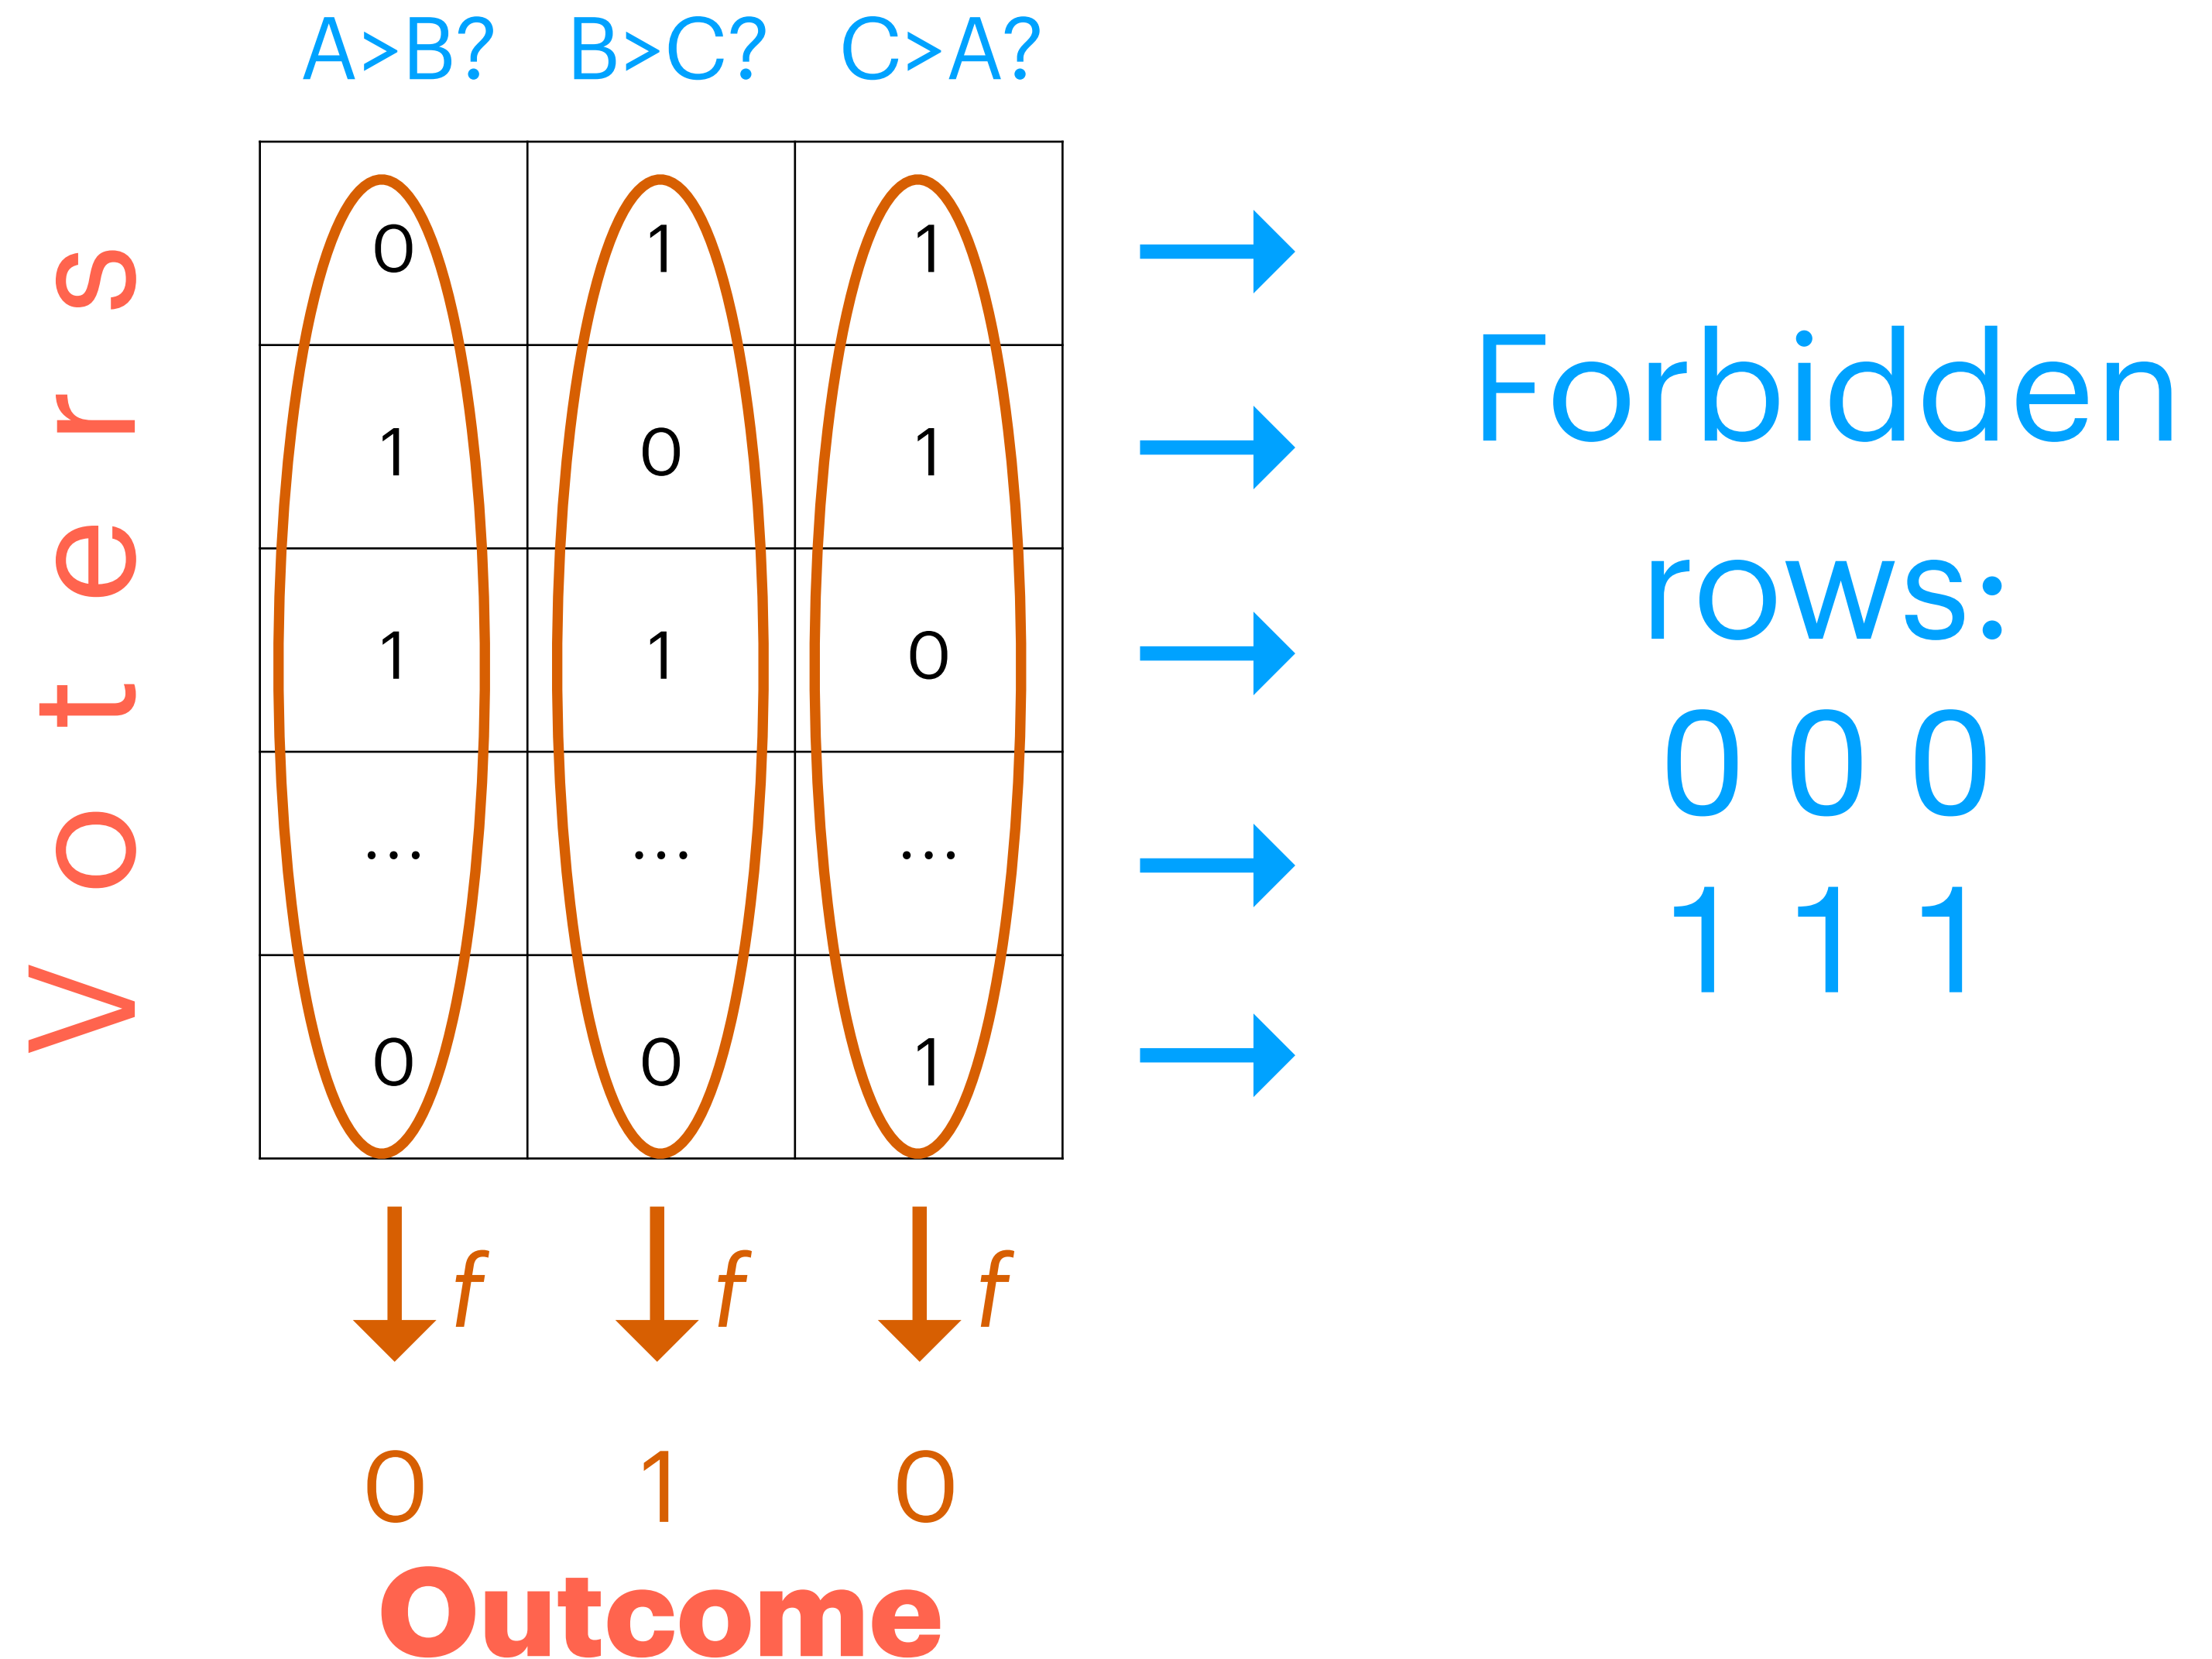 A>B? B>C? C>A?
Voters
0 1 1
1 0 1
1 1 0
... ... ...
0 0 1
Forbidden
rows:
0 0 0
1 1 1
f f f
0 1 0
Outcome